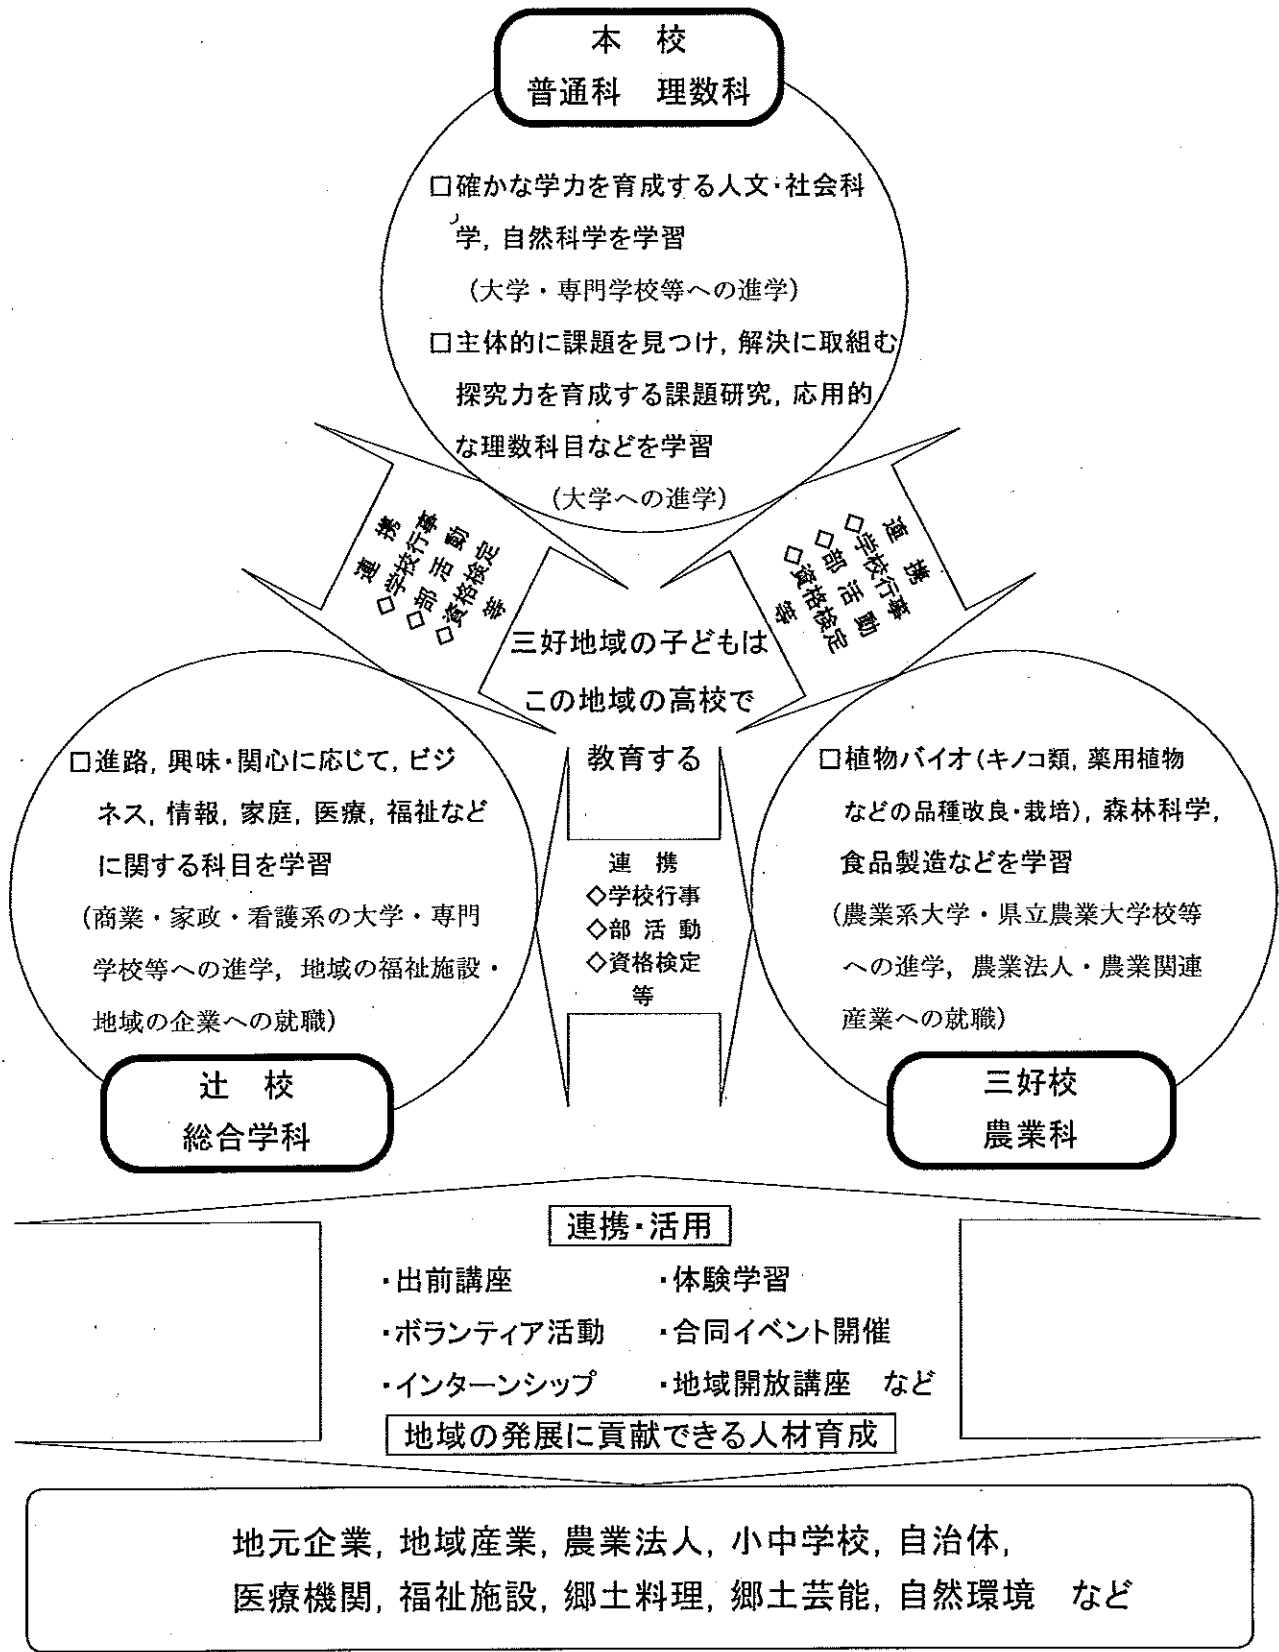 本　校
普通科　理数科
□確かな学力を育成する人文・社会科
学, 自然科学を学習
(大学・専門学校等への進学)
□主体的に課題を見つけ, 解決に取組む
探究力を育成する課題研究, 応用的
な理数科目などを学習
(大学への進学)
連　携
◇学校行事
◇部 活 動
◇資格検定
等
連　携
◇学校行事
◇部 活 動
◇資格検定
等
三好地域の子どもは
この地域の高校で
教育する
□進路, 興味・関心に応じて, ビジ
ネス, 情報, 家庭, 医療, 福祉など
に関する科目を学習
(商業・家政・看護系の大学・専門
学校等への進学, 地域の福祉施設・
地域の企業への就職)
辻　校
総合学科
連　携
◇学校行事
◇部 活 動
◇資格検定
等
□植物バイオ(キノコ類, 薬用植物
などの品種改良・栽培), 森林科学,
食品製造などを学習
(農業系大学・県立農業大学校等
への進学, 農業法人・農業関連
産業への就職)
三好校
農業科
連携・活用
・出前講座　・体験学習
・ボランティア活動　・合同イベント開催
・インターンシップ　・地域開放講座　など
地域の発展に貢献できる人材育成
地元企業, 地域産業, 農業法人, 小中学校, 自治体,
医療機関, 福祉施設, 郷土料理, 郷土芸能, 自然環境　など